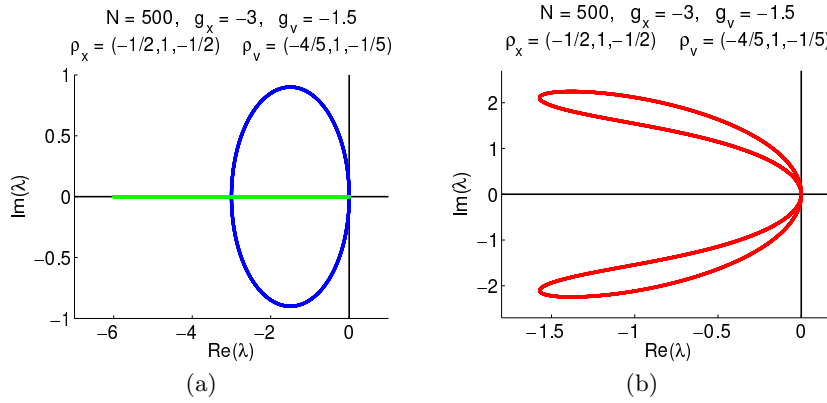 N = 500, g_x = −3, g_v = −1.5
ρ_x = (−1/2,1,−1/2) ρ_v = (−4/5,1,−1/5)
1
0.5
0
−0.5
−1
Im(λ)
−6 −4 −2 0
Re(λ)
(a)
N = 500, g_x = −3, g_v = −1.5
ρ_x = (−1/2,1,−1/2) ρ_v = (−4/5,1,−1/5)
2
1
0
−1
−2
Im(λ)
−1.5 −1 −0.5 0
Re(λ)
(b)